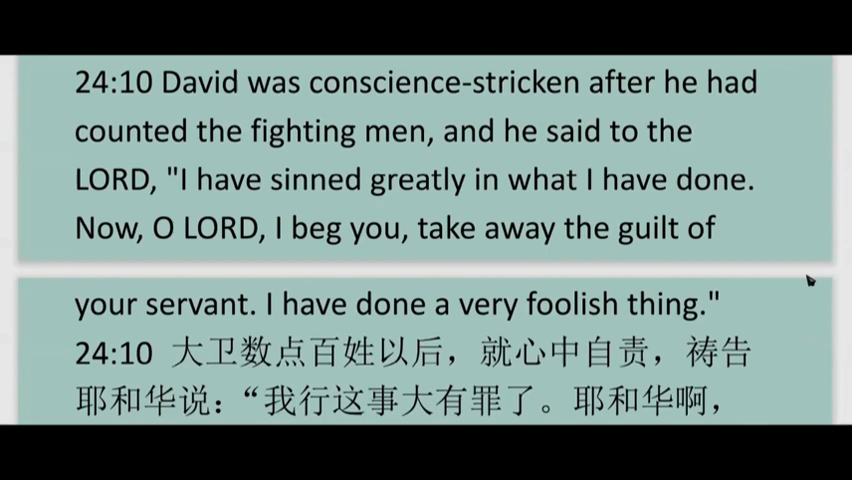 24:10 David was conscience-stricken after he had
counted the fighting men, and he said to the
LORD, "I have sinned greatly in what I have done.
Now, O LORD, I beg you, take away the guilt of
your servant. I have done a very foolish thing."
24:10 大卫数点百姓以后，就心中自责，祷告
耶和华说：“我行这事大有罪了。耶和华啊，